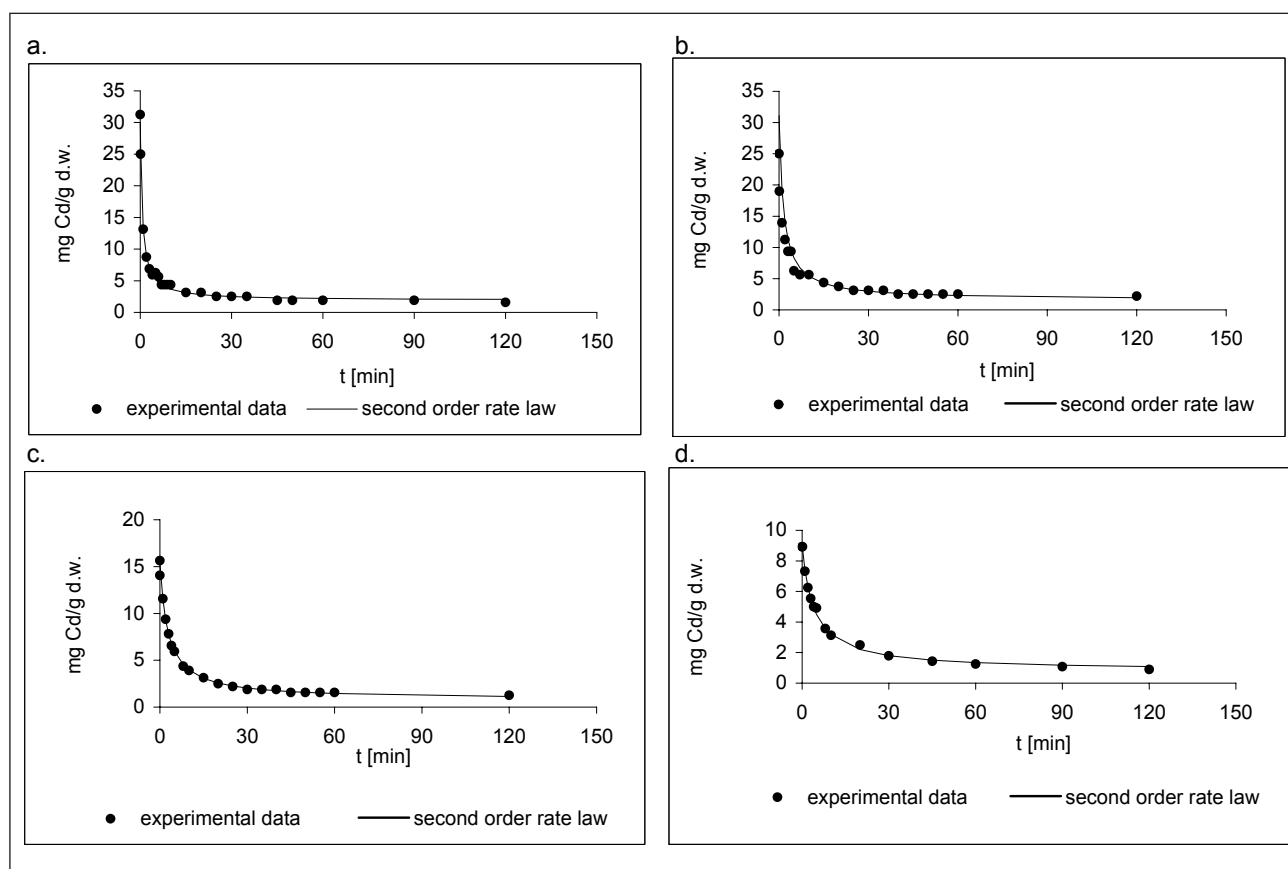 a.
35
30
25
20
15
10
5
0
mg Cd/g d.w.
0 30 60 90 120 150
t [min]
experimental data second order rate law
b.
35
30
25
20
15
10
5
0
mg Cd/g d.w.
0 30 60 90 120 150
t [min]
experimental data second order rate law
c.
20
15
10
5
0
mg Cd/g d.w.
0 30 60 90 120 150
t [min]
experimental data second order rate law
d.
10
8
6
4
2
0
mg Cd/g d.w.
0 30 60 90 120 150
t [min]
experimental data second order rate law